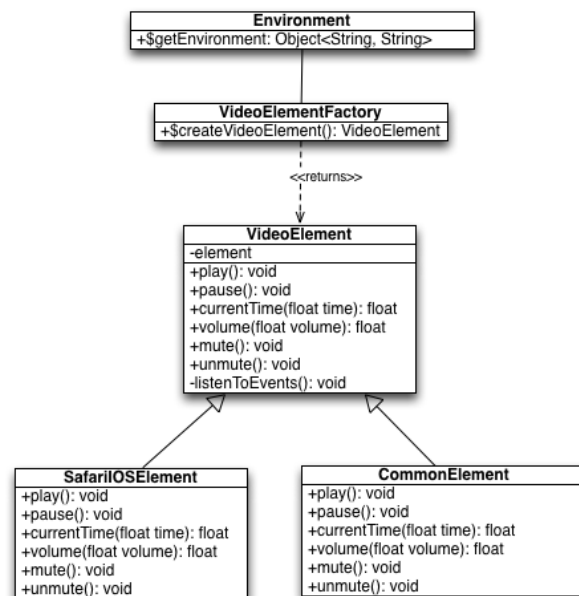 Environment
+$getEnvironment: Object<String, String>
VideoElementFactory
+$createVideoElement(): VideoElement
<<returns>>
VideoElement
-element
+play(): void
+pause(): void
+currentTime(float time): float
+volume(float volume): float
+mute(): void
+unmute(): void
-listenToEvents(): void
SafariIOSElement
+play(): void
+pause(): void
+currentTime(float time): float
+volume(float volume): float
+mute(): void
+unmute(): void
CommonElement
+play(): void
+pause(): void
+currentTime(float time): float
+volume(float volume): float
+mute(): void
+unmute(): void